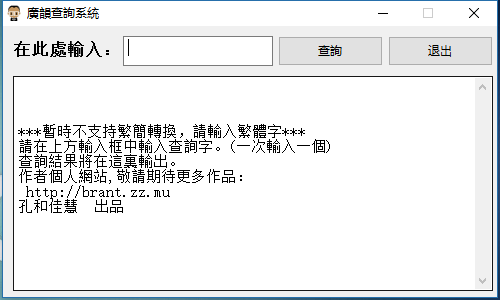 廣韻查詢系統
在此處輸入：
查詢
退出
***暫時不支持繁簡轉換，請輸入繁體字***
請在上方輸入框中輸入查詢字。(一次輸入一個)
查詢結果將在這裏輸出。
作者個人網站,敬請期待更多作品：
http://brant.zz.mu
孔和佳慧　出品